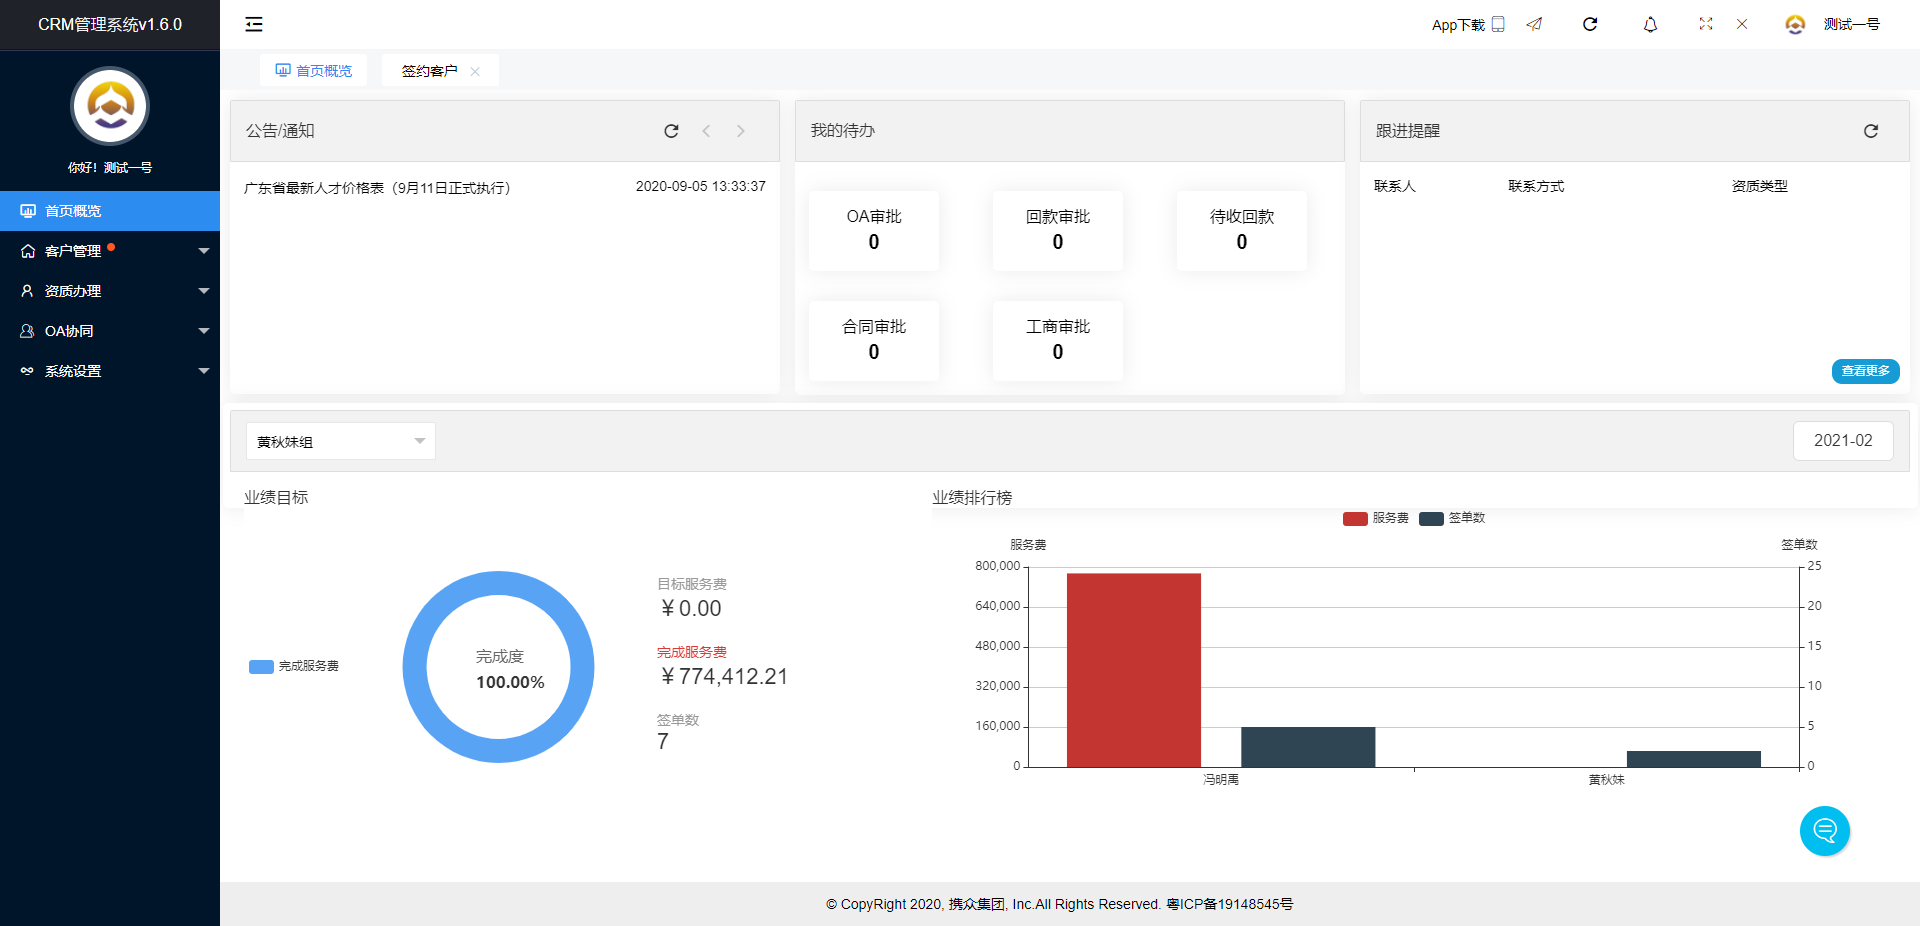 CRM管理系统v1.6.0
App下载
测试一号
首页概览
签约客户
你好！测试一号
首页概览
客户管理
资质办理
OA协同
系统设置
公告/通知
广东省最新人才价格表（9月11日正式执行）
2020-09-05 13:33:37
我的待办
OA审批
0
回款审批
0
待收回款
0
合同审批
0
工商审批
0
跟进提醒
联系人
联系方式
资质类型
查看更多
黄秋妹组
2021-02
业绩目标
完成服务费
完成度
100.00%
目标服务费
￥0.00
完成服务费
￥774,412.21
签单数
7
业绩排行榜
服务费
签单数
服务费
签单数
800,000
640,000
480,000
320,000
160,000
0
25
20
15
10
5
0
冯明禹
黄秋妹
© CopyRight 2020, 携众集团, Inc.All Rights Reserved. 粤ICP备19148545号